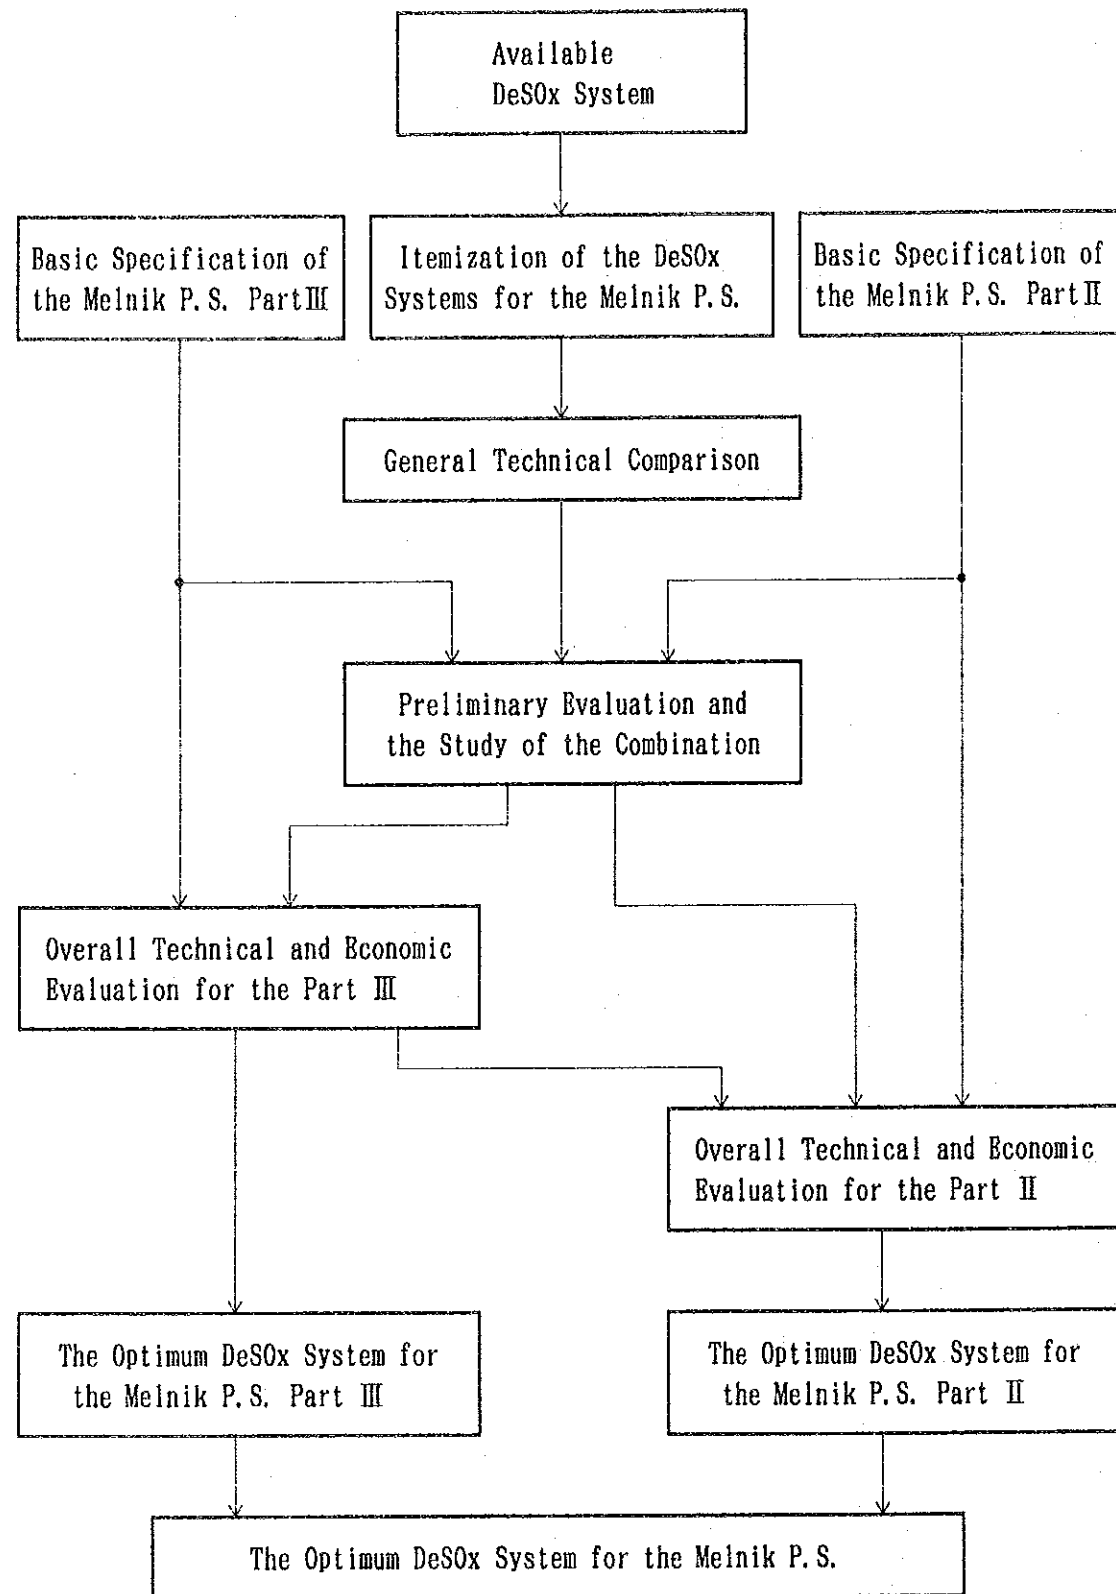 Available
DeSOx System
Basic Specification of
the Melnik P.S. Part Ⅲ
Itemization of the DeSOx
Systems for the Melnik P.S.
Basic Specification of
the Melnik P.S. Part Ⅱ
General Technical Comparison
Preliminary Evaluation and
the Study of the Combination
Overall Technical and Economic
Evaluation for the Part Ⅲ
Overall Technical and Economic
Evaluation for the Part Ⅱ
The Optimum DeSOx System for
the Melnik P.S. Part Ⅲ
The Optimum DeSOx System for
the Melnik P.S. Part Ⅱ
The Optimum DeSOx System for the Melnik P.S.